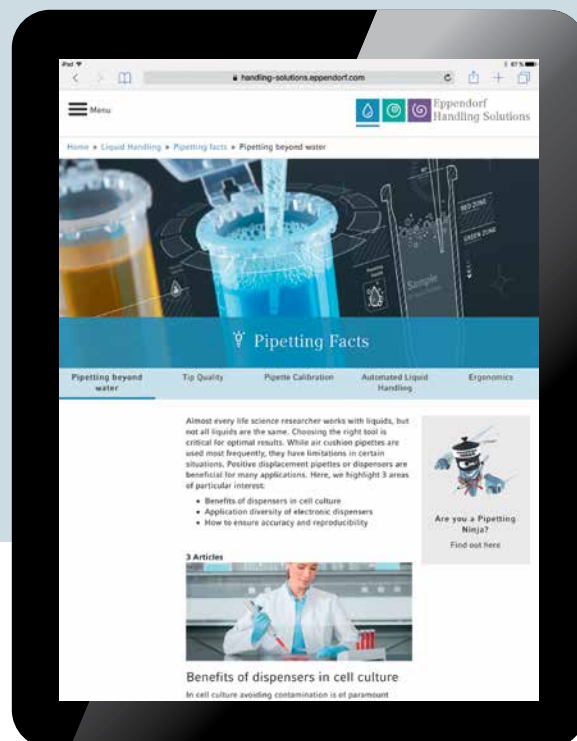 iPad
87 %
handling-solutions.eppendorf.com
Menu
Eppendorf
Handling Solutions
Home » Liquid Handling » Pipetting facts » Pipetting beyond water
RED ZONE
GREEN ZONE
Sample
Pipetting Facts
Pipetting beyond
water
Tip Quality
Pipette Calibration
Automated Liquid
Handling
Ergonomics
Almost every life science researcher works with liquids, but
not all liquids are the same. Choosing the right tool is
critical for optimal results. While air cushion pipettes are
used most frequently, they have limitations in certain
situations. Positive displacement pipettes or dispensers are
beneficial for many applications. Here, we highlight 3 areas
of particular interest:
• Benefits of dispensers in cell culture
• Application diversity of electronic dispensers
• How to ensure accuracy and reproducibility
Are you a Pipetting
Ninja?
Find out here
3 Articles
Benefits of dispensers in cell culture
In cell culture avoiding contamination is of paramount